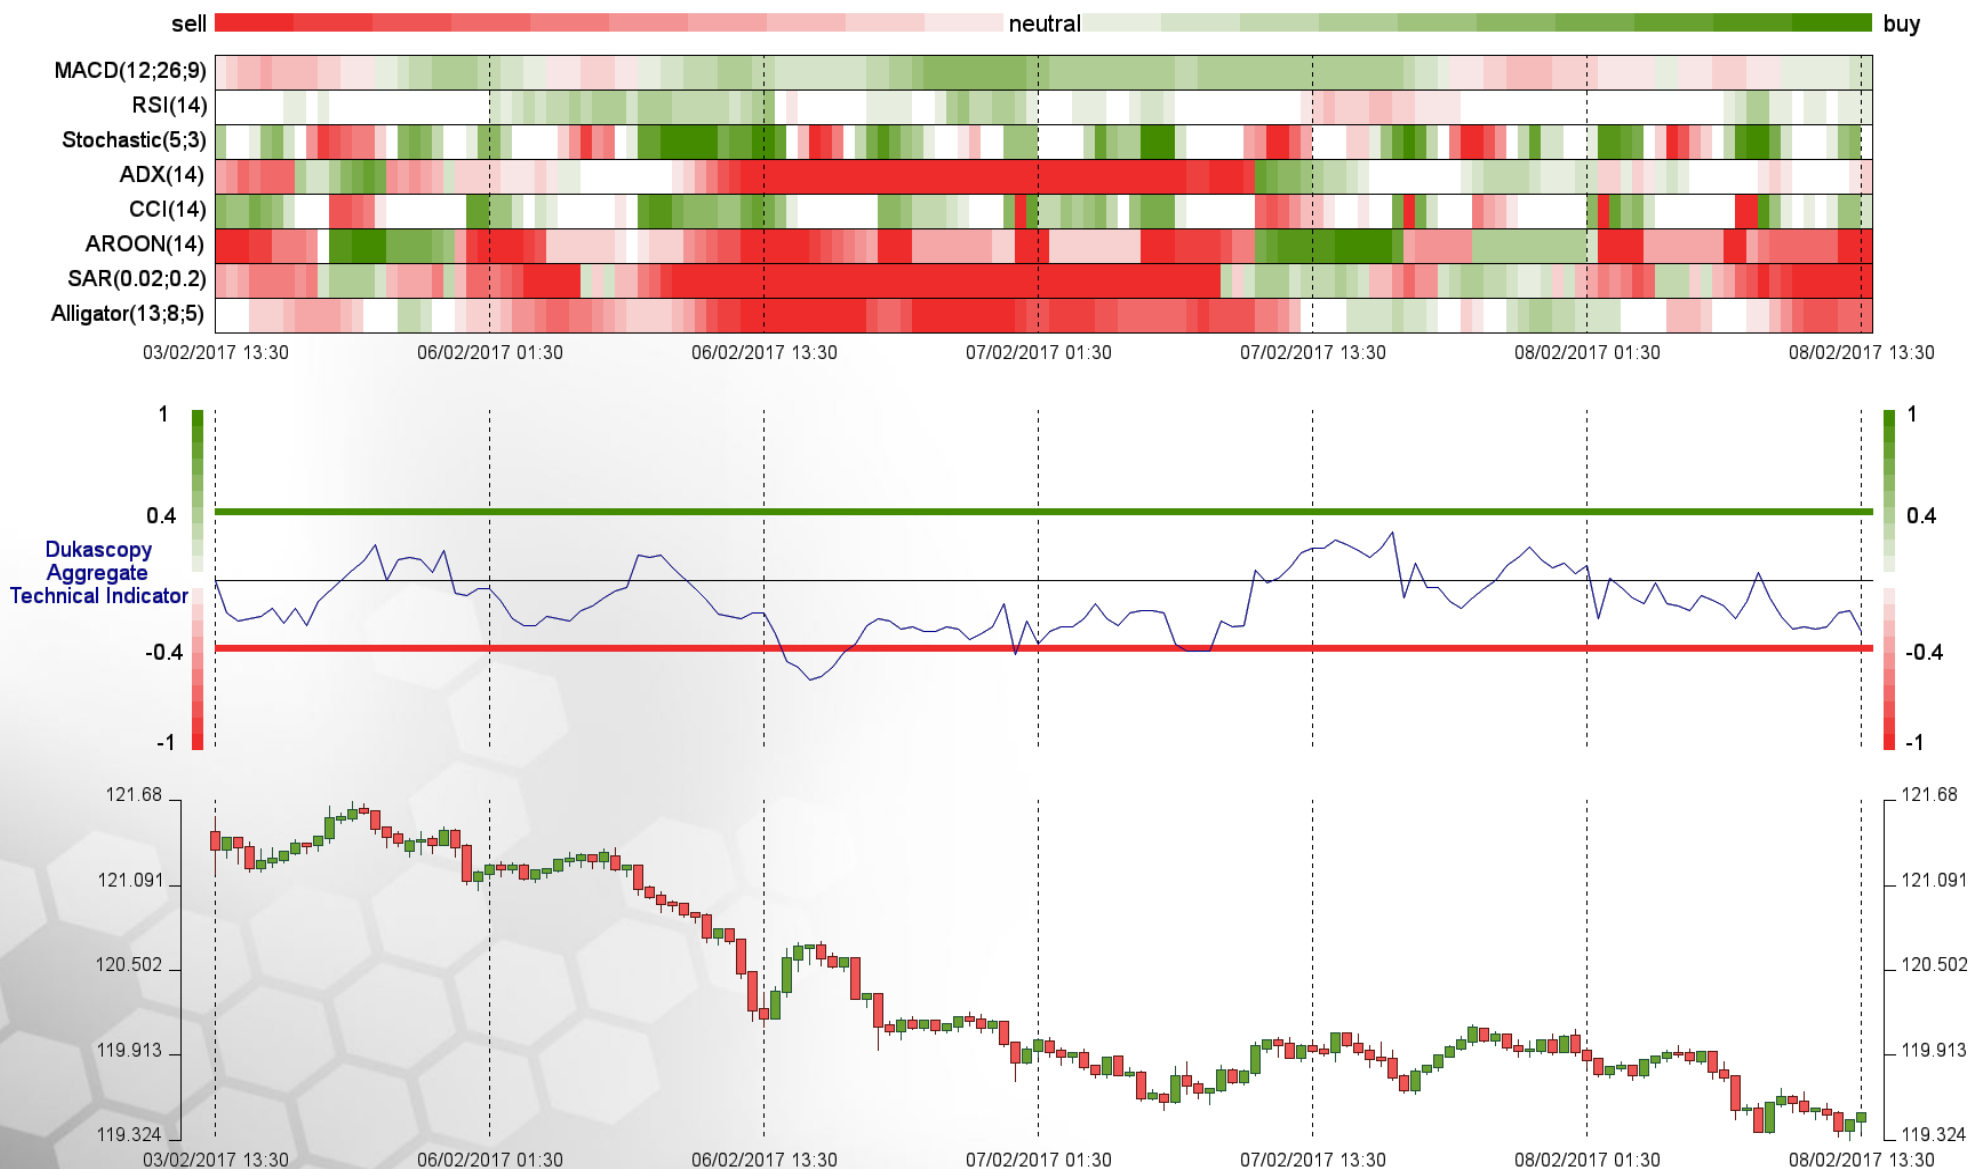 sell neutral buy
MACD(12;26;9)
RSI(14)
Stochastic(5;3)
ADX(14)
CCI(14)
AROON(14)
SAR(0.02;0.2)
Alligator(13;8;5)
03/02/2017 13:30 06/02/2017 01:30 06/02/2017 13:30 07/02/2017 01:30 07/02/2017 13:30 08/02/2017 01:30 08/02/2017 13:30
1 1
0.4 0.4
Dukascopy
Aggregate
Technical Indicator
-0.4 -0.4
-1 -1
121.68 121.68
121.091 121.091
120.502 120.502
119.913 119.913
119.324 119.324
03/02/2017 13:30 06/02/2017 01:30 06/02/2017 13:30 07/02/2017 01:30 07/02/2017 13:30 08/02/2017 01:30 08/02/2017 13:30